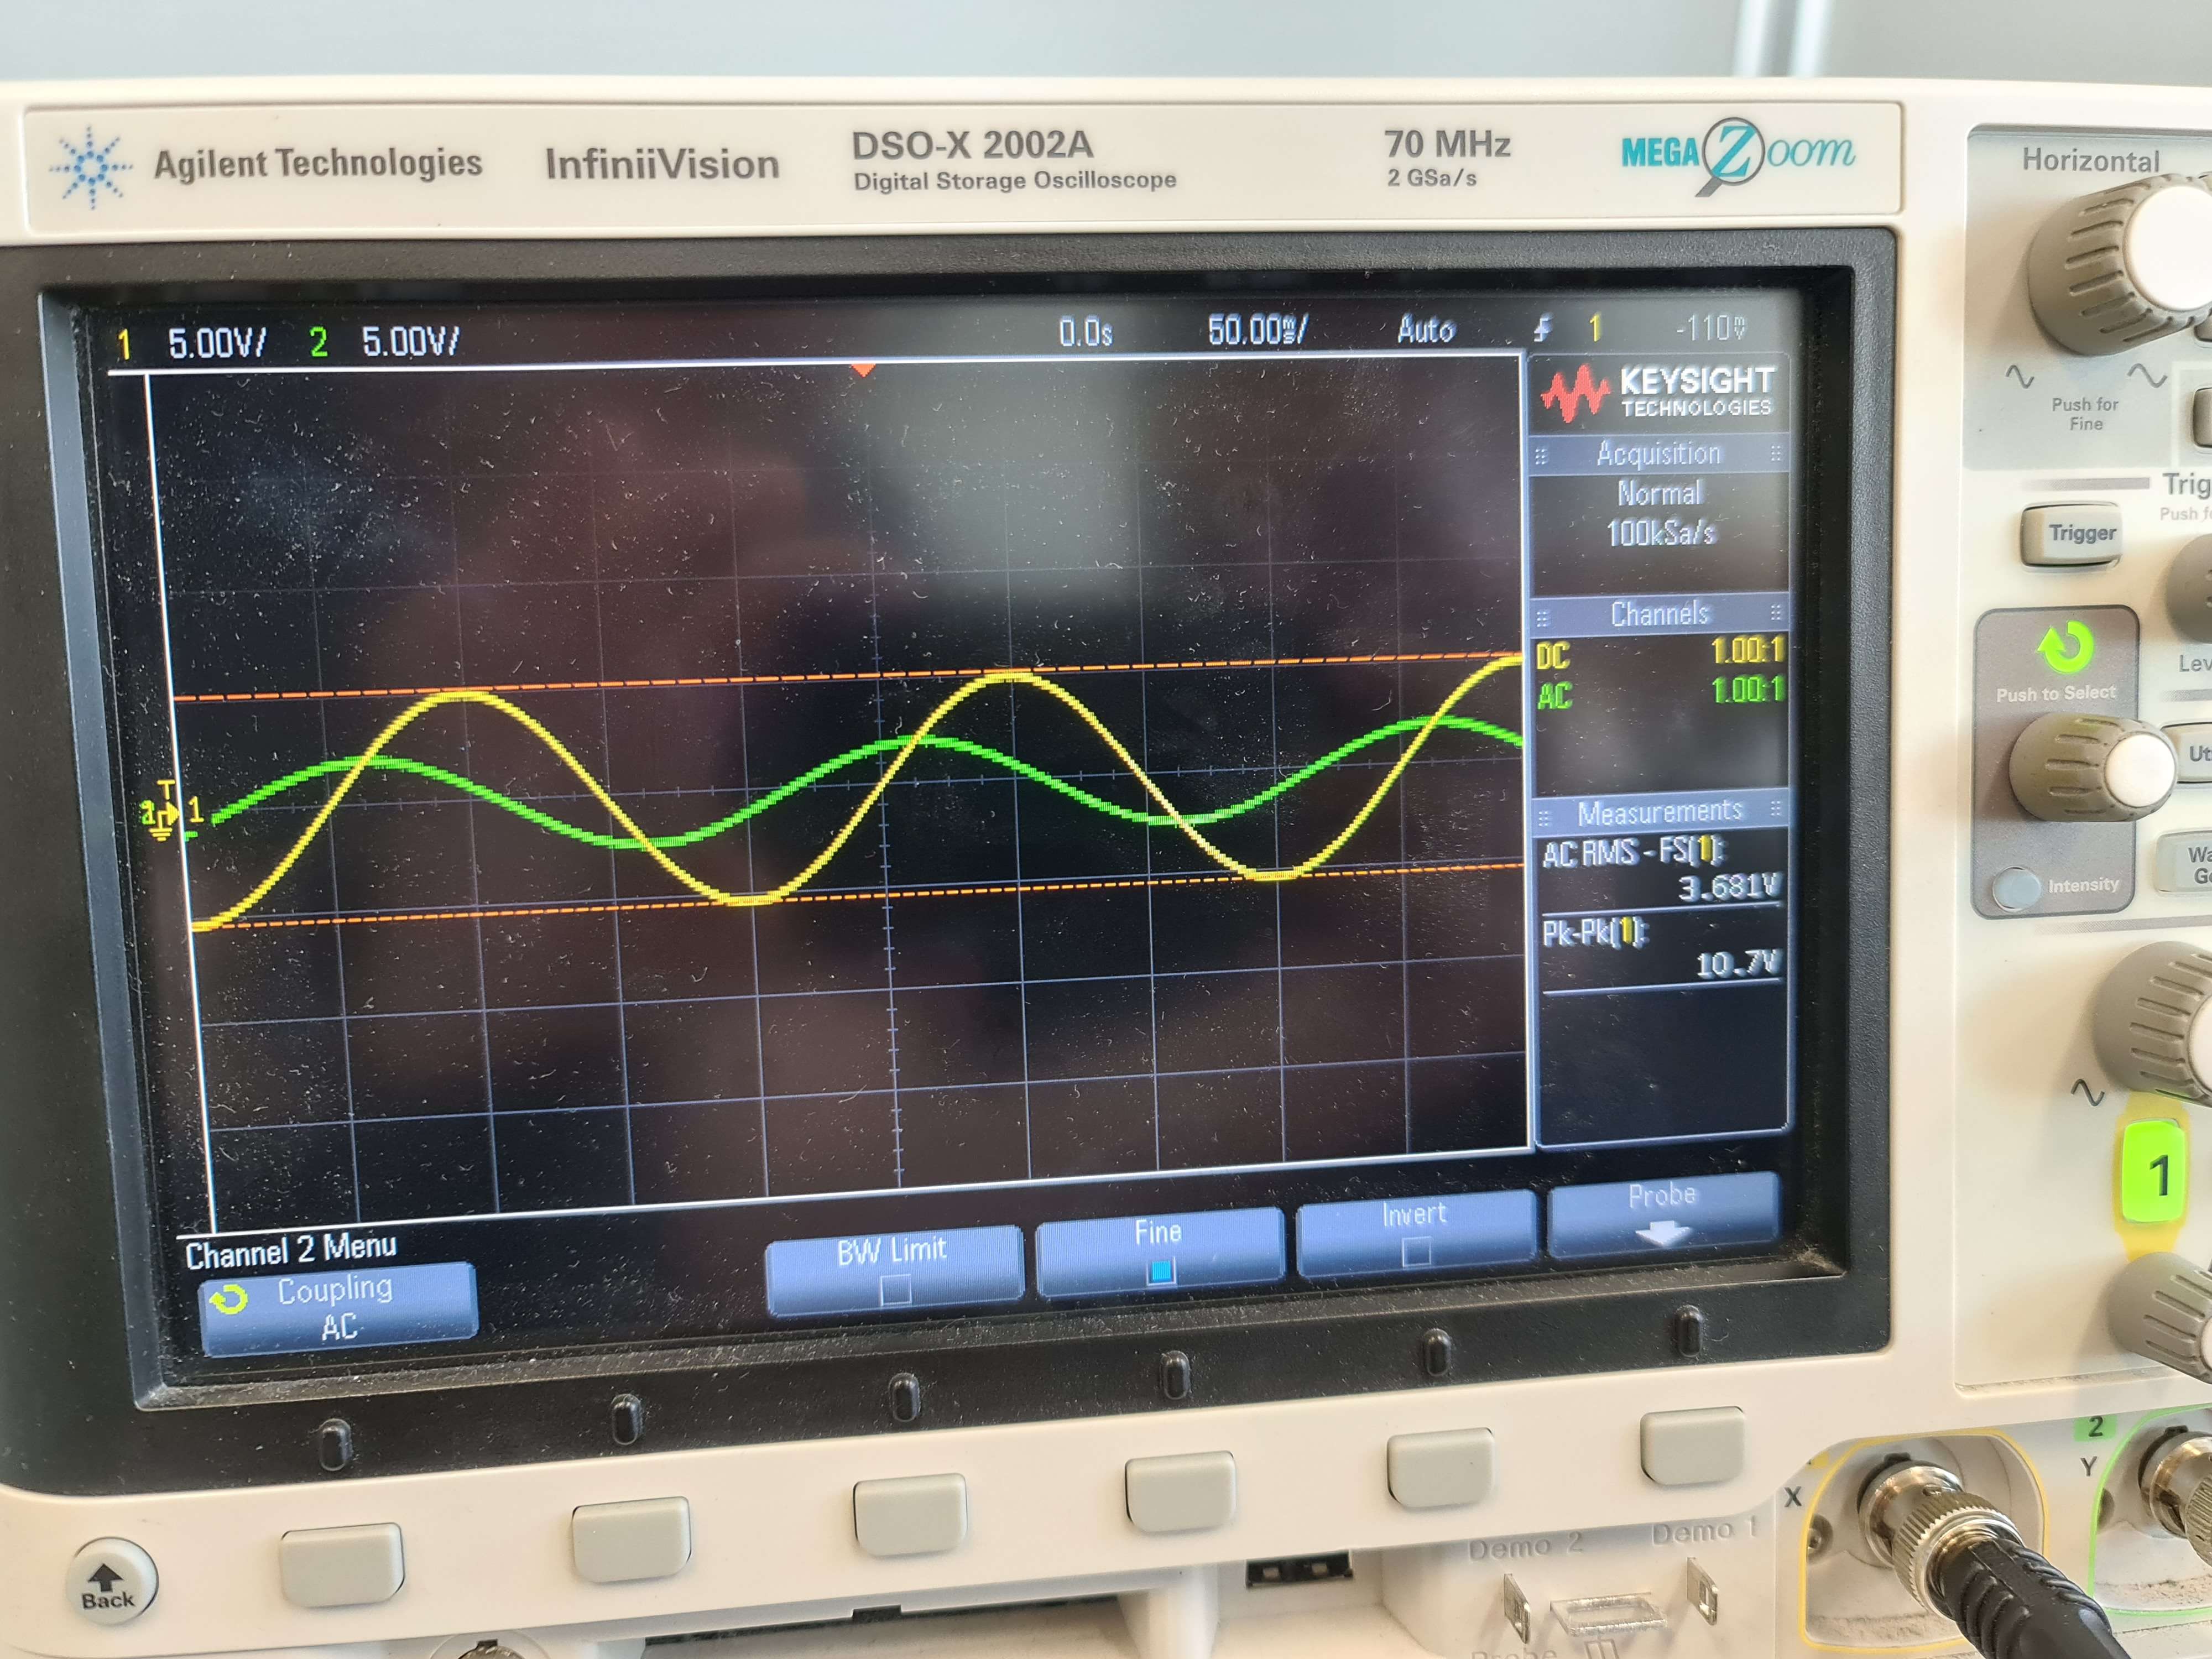 Agilent Technologies InfiniiVision DSO-X 2002A 70 MHz MEGA Zoom
Digital Storage Oscilloscope 2 GSa/s
Horizontal
Push for
Fine
1 5.00V/ 2 5.00V/ 0.0s 50.00ms/ Auto 1 -110mV
KEYSIGHT
TECHNOLOGIES
Acquisition
Normal
100kSa/s
Channels
DC 1.00:1
AC 1.00:1
Measurements
AC RMS - FS(1):
3.681V
Pk-Pk(1):
10.7V
T
1
Trigger
Push to Select
Intensity
1
Channel 2 Menu
Coupling
AC
BW Limit
Fine
Invert
Probe
Back
X
2
Y
Demo 2 Demo 1